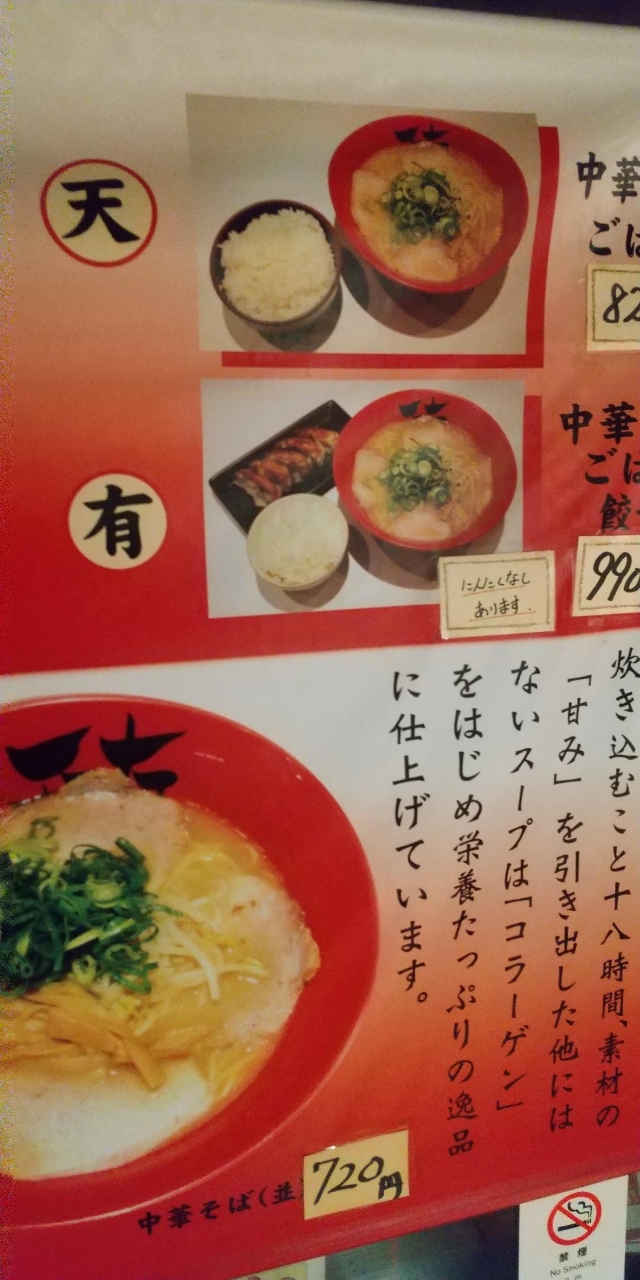 天
中華
ごは
82
有
中華
ごは
餃
990
にんにくなし
あります.
炊き込むこと十八時間、素材の
「甘み」を引き出した他には
ないスープは「コラーゲン」
をはじめ栄養たっぷりの逸品
に仕上げています。
中華そば(並)
720円
禁煙
No Smoking